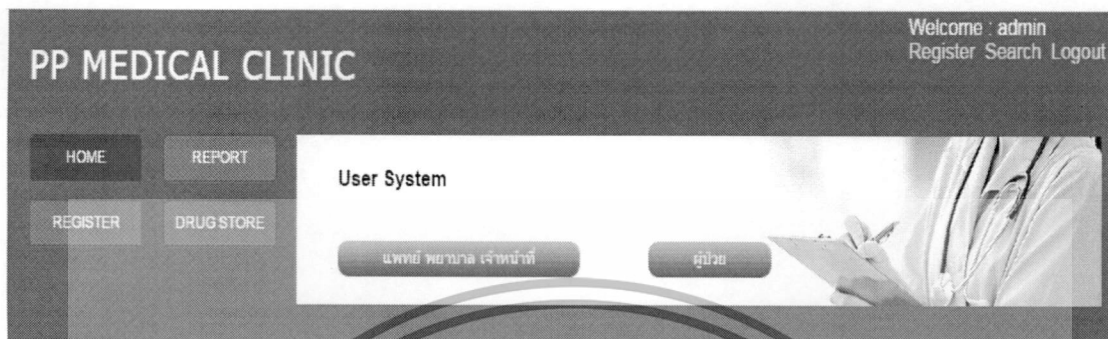 Welcome : admin
Register Search Logout
PP MEDICAL CLINIC
HOME REPORT
REGISTER DRUG STORE
User System
แพทย์ พยาบาล เจ้าหน้าที่ ผู้ป่วย